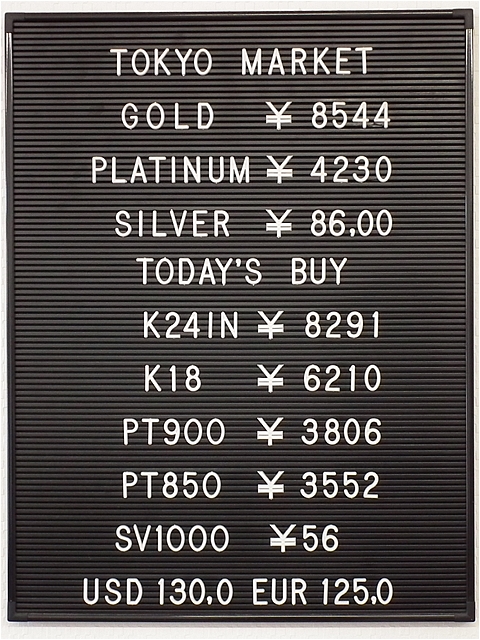 TOKYO MARKET
GOLD ¥ 8544
PLATINUM ¥ 4230
SILVER ¥ 86,00
TODAY'S BUY
K24IN ¥ 8291
K18 ¥ 6210
PT900 ¥ 3806
PT850 ¥ 3552
SV1000 ¥56
USD 130,0 EUR 125,0